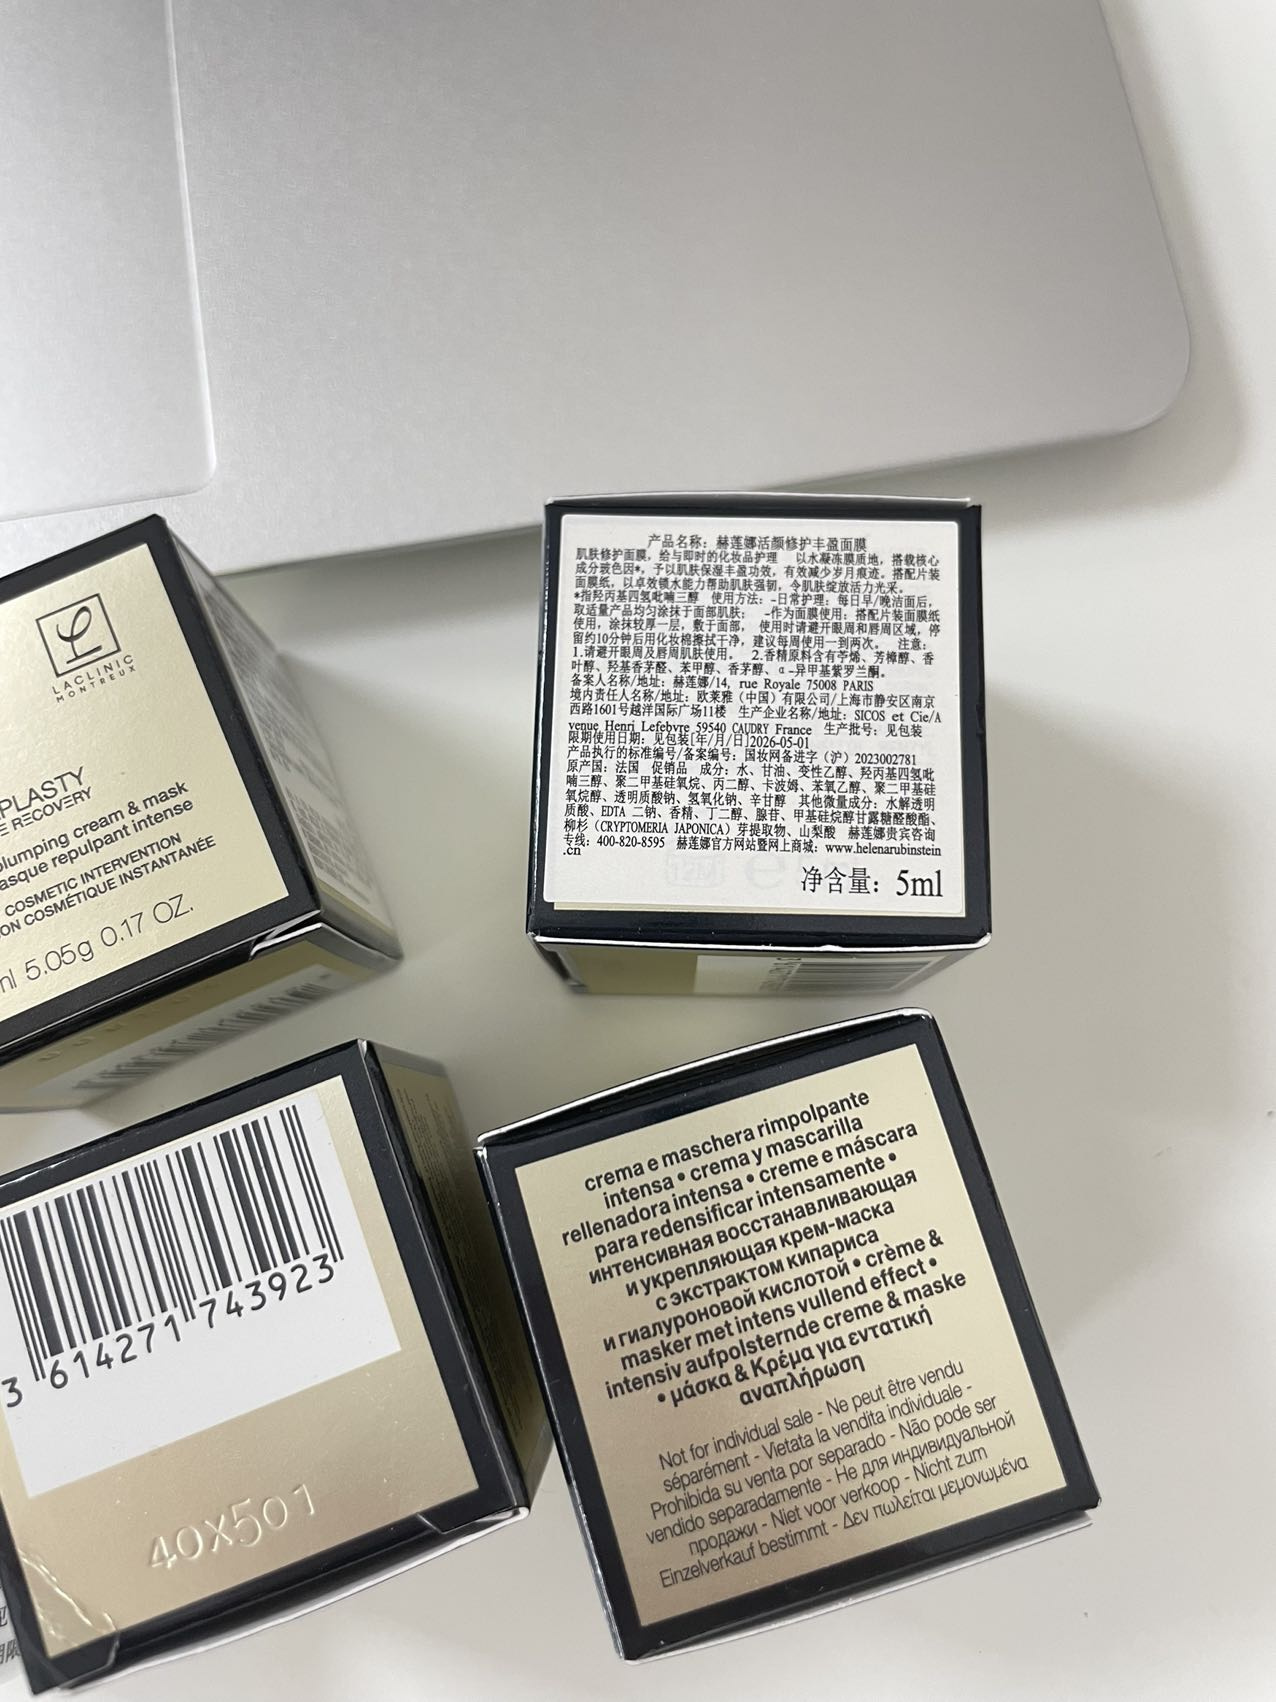 LACLINIC
MONTREUX
PLASTY
E RECOVERY
plumping cream & mask
asque repulpant intense
COSMETIC INTERVENTION
ON COSMÉTIQUE INSTANTANÉE
ml 5.05g 0.17 OZ.
产品名称：赫莲娜活颜修护丰盈面膜
肌肤修护面膜，给与即时的化妆品护理 以水凝冻膜质地，搭载核心
成分玻色因*，予以肌肤保湿丰盈功效，有效减少岁月痕迹。搭配片装
面膜纸，以卓效锁水能力帮助肌肤强韧，令肌肤绽放活力光采。
*指羟丙基四氢吡喃三醇 使用方法：-日常护理：每日早/晚洁面后，
取适量产品均匀涂抹于面部肌肤； -作为面膜使用：搭配片装面膜纸
使用，涂抹较厚一层，敷于面部， 使用时请避开眼周和唇周区域，停
留约10分钟后用化妆棉擦拭干净，建议每周使用一到两次。 注意：
1.请避开眼周及唇周肌肤使用。 2.香精原料含有苧烯、芳樟醇、香
叶醇、羟基香茅醛、苯甲醇、香茅醇、α-异甲基紫罗兰酮。
备案人名称/地址：赫莲娜/14, rue Royale 75008 PARIS
境内责任人名称/地址：欧莱雅（中国）有限公司/上海市静安区南京
西路1601号越洋国际广场11楼 生产企业名称/地址：SICOS et Cie/A
venue Henri Lefebvre 59540 CAUDRY France 生产批号：见包装
限期使用日期：见包装[年/月/日]2026-05-01
产品执行的标准编号/备案编号：国妆网备进字（沪）2023002781
原产国：法国 促销品 成分：水、甘油、变性乙醇、羟丙基四氢吡
喃三醇、聚二甲基硅氧烷、丙二醇、卡波姆、苯氧乙醇、聚二甲基硅
氧烷醇、透明质酸钠、氢氧化钠、辛甘醇 其他微量成分：水解透明
质酸、EDTA 二钠、香精、丁二醇、腺苷、甲基硅烷醇甘露糖醛酸酯、
柳杉（CRYPTOMERIA JAPONICA）芽提取物、山梨酸 赫莲娜贵宾咨询
专线：400-820-8595 赫莲娜官方网站暨网上商城：www.helenarubinstein
.cn
净含量：5ml
3 614271 743923
40X501
crema e maschera rimpolpante
intensa • crema y mascarilla
rellenadora intensa • creme e máscara
para redensificar intensamente •
интенсивная восстанавливающая
и укрепляющая крем-маска
с экстрактом кипариса
и гиалуроновой кислотой • crème &
masker met intens vullend effect •
intensiv aufpolsternde creme & maske
• μάσκα & Κρέμα για εντατική
αναπλήρωση
Not for individual sale - Ne peut être vendu
séparément - Vietata la vendita individuale -
Prohibida su venta por separado - Não pode ser
vendido separadamente - Не для индивидуальной
продажи - Niet voor verkoop - Nicht zum
Einzelverkauf bestimmt - Δεν πωλείται μεμονωμένα